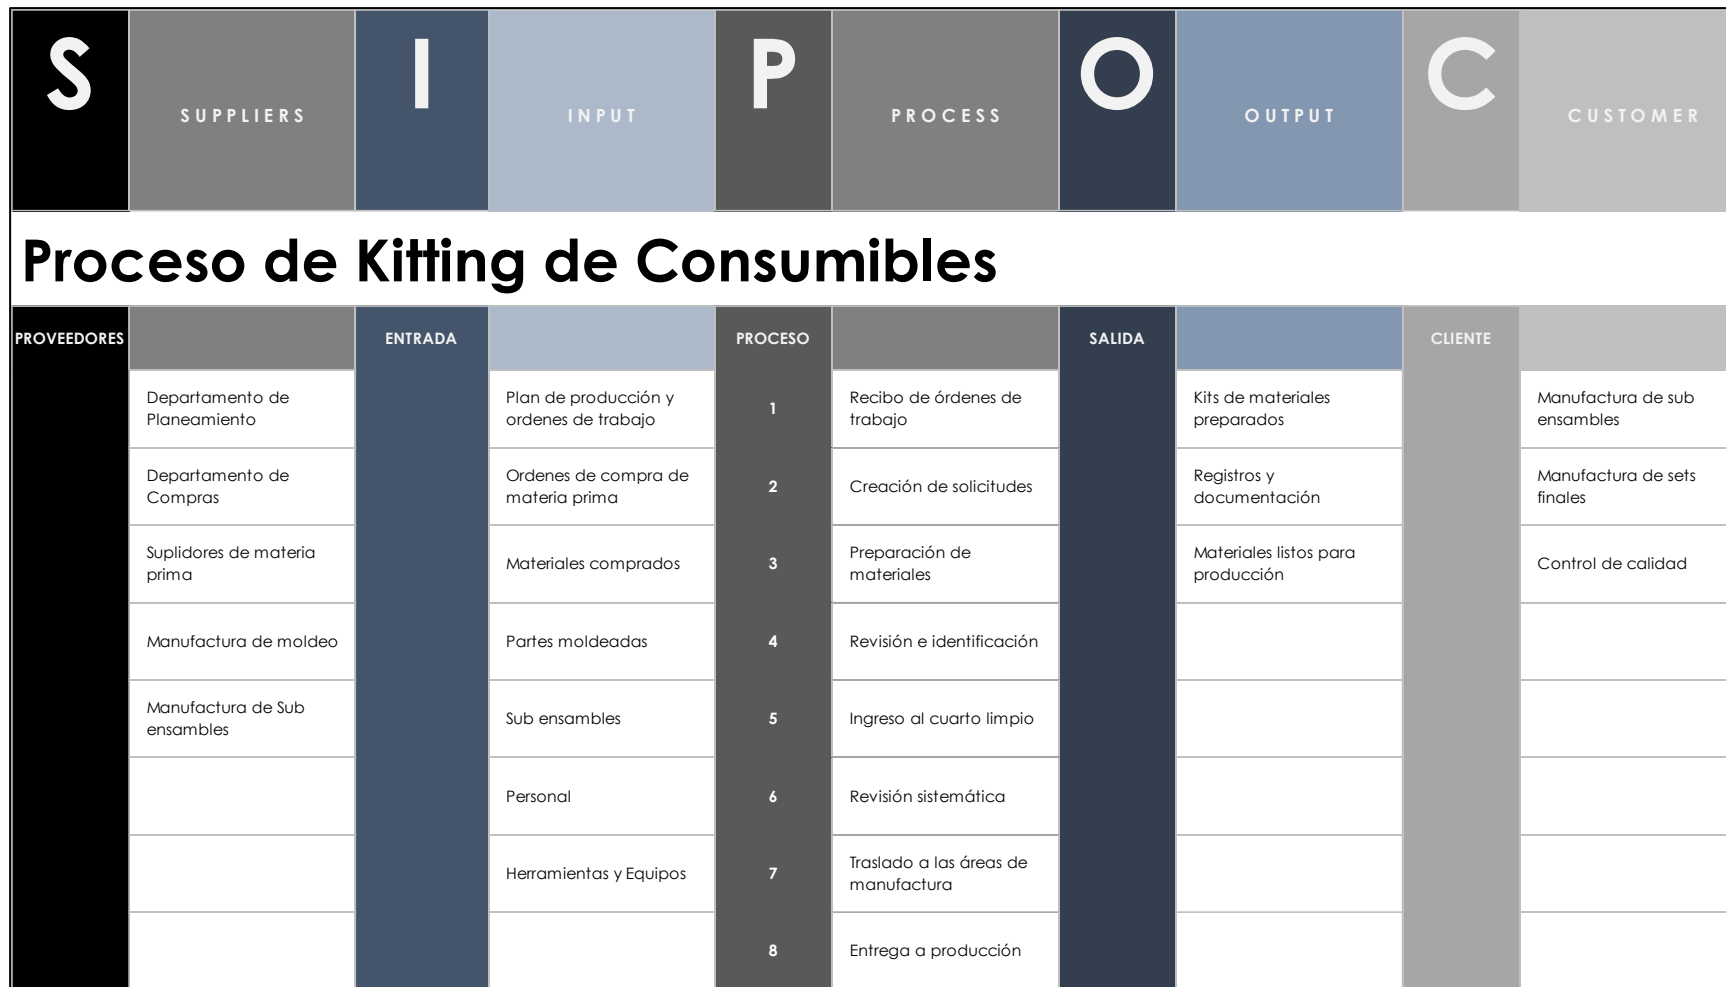 S
SUPPLIERS
I
INPUT
P
PROCESS
O
OUTPUT
C
CUSTOMER
Proceso de Kitting de Consumibles
PROVEEDORES
ENTRADA
PROCESO
SALIDA
CLIENTE
Departamento de
Planeamiento
Plan de producción y
ordenes de trabajo
1
Recibo de órdenes de
trabajo
Kits de materiales
preparados
Manufactura de sub
ensambles
Departamento de
Compras
Ordenes de compra de
materia prima
2
Creación de solicitudes
Registros y
documentación
Manufactura de sets
finales
Suplidores de materia
prima
Materiales comprados
3
Preparación de
materiales
Materiales listos para
producción
Control de calidad
Manufactura de moldeo
Partes moldeadas
4
Revisión e identificación
Manufactura de Sub
ensambles
Sub ensambles
5
Ingreso al cuarto limpio
Personal
6
Revisión sistemática
Herramientas y Equipos
7
Traslado a las áreas de
manufactura
8
Entrega a producción